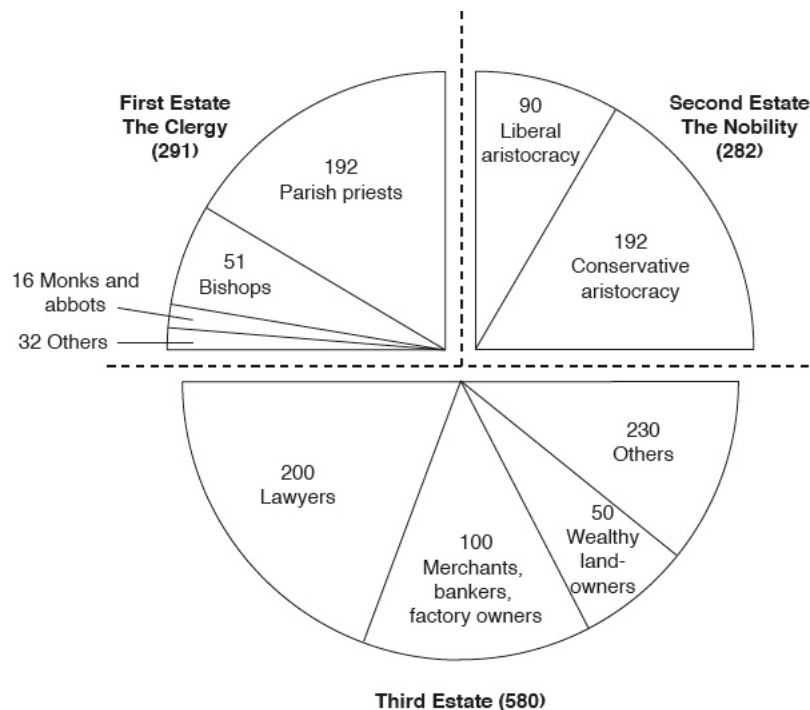 First Estate
The Clergy
(291)
192
Parish priests
51
Bishops
16 Monks and
abbots
32 Others
90
Liberal
aristocracy
Second Estate
The Nobility
(282)
192
Conservative
aristocracy
200
Lawyers
100
Merchants,
bankers,
factory owners
50
Wealthy
land-
owners
230
Others
Third Estate (580)